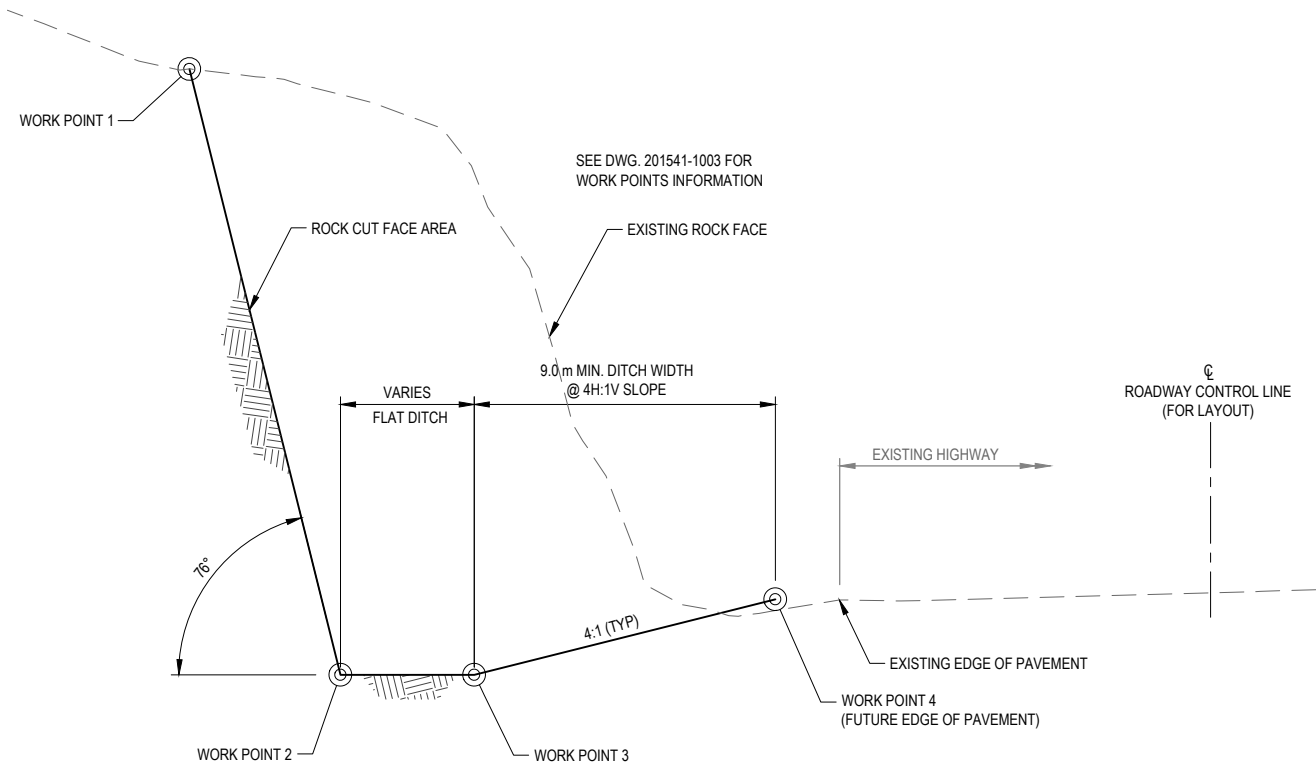 WORK POINT 1
SEE DWG. 201541-1003 FOR
WORK POINTS INFORMATION
ROCK CUT FACE AREA
EXISTING ROCK FACE
9.0 m MIN. DITCH WIDTH
@ 4H:1V SLOPE
VARIES
FLAT DITCH
℄
ROADWAY CONTROL LINE
(FOR LAYOUT)
EXISTING HIGHWAY
76°
4:1 (TYP)
EXISTING EDGE OF PAVEMENT
WORK POINT 4
(FUTURE EDGE OF PAVEMENT)
WORK POINT 2
WORK POINT 3